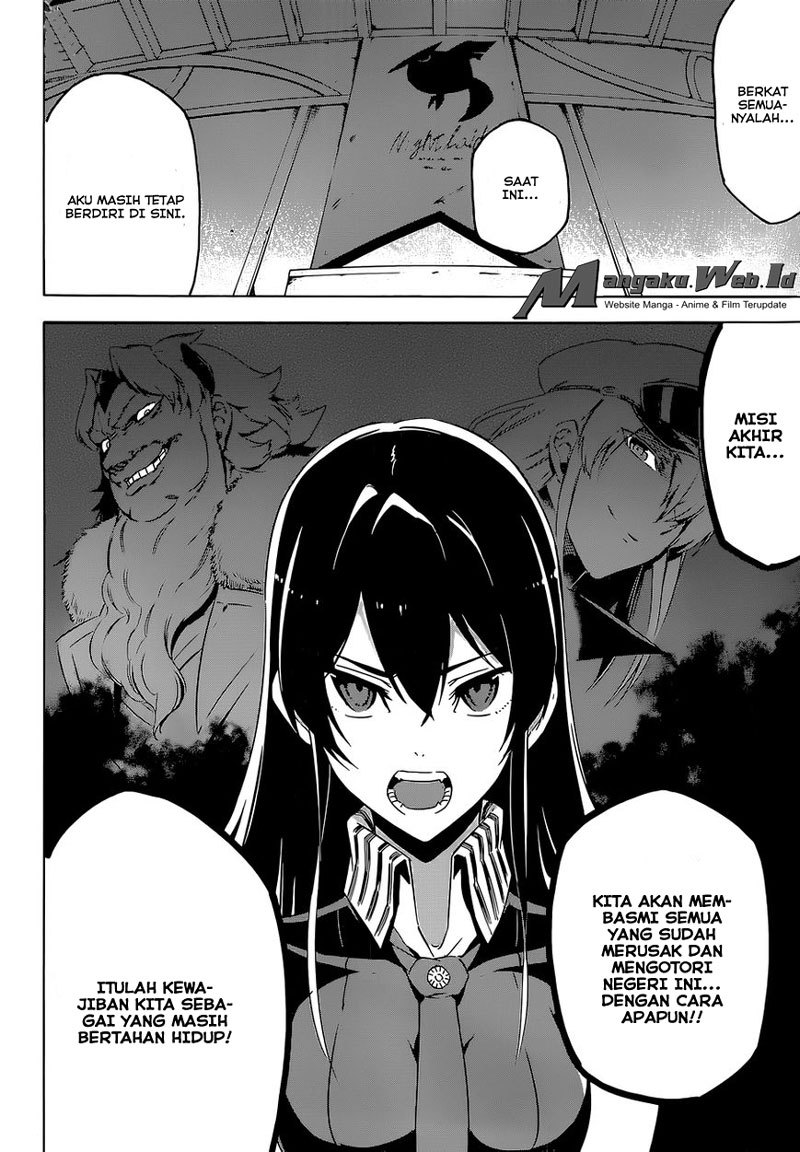 BERKAT
SEMUA-
NYALAH...
SAAT
INI...
AKU MASIH TETAP
BERDIRI DI SINI.
Night Raid
Mangaku.Web.Id
Website Manga - Anime & Film Terupdate
MISI
AKHIR
KITA...
KITA AKAN MEM-
BASMI SEMUA
YANG SUDAH
MERUSAK DAN
MENGOTORI
NEGERI INI...
DENGAN CARA
APAPUN!!
ITULAH KEWA-
JIBAN KITA SEBA-
GAI YANG MASIH
BERTAHAN HIDUP!